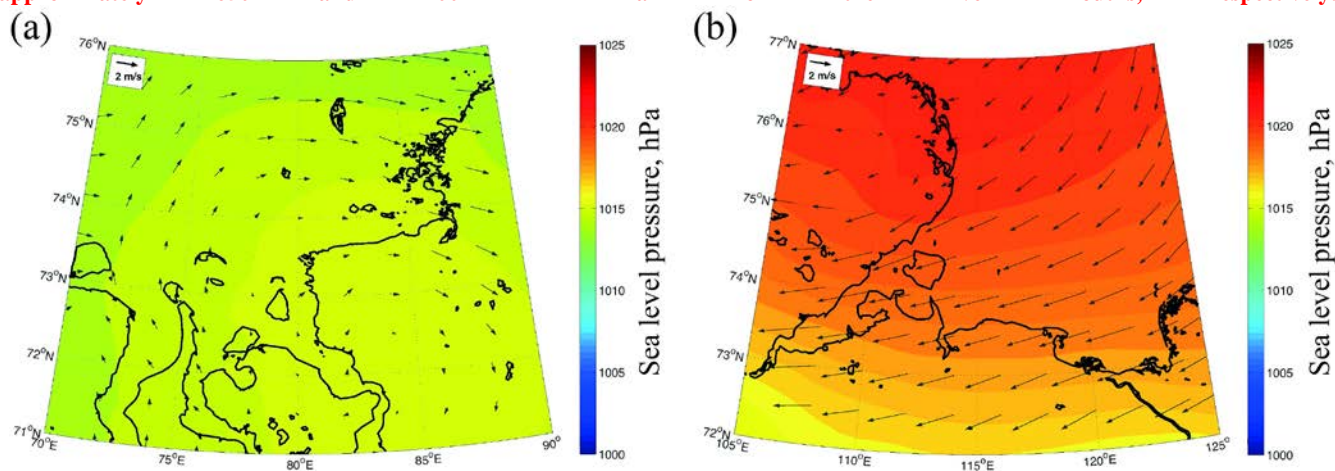 (a)
76°N
75°N
74°N
73°N
72°N
71°N
70°E
75°E
80°E
85°E
90°
2 m/s
1025
1020
1015
1010
1005
1000
Sea level pressure, hPa
(b)
77°N
76°N
75°N
74°N
73°N
72°N
105°E
110°E
115°E
120°E
125°E
2 m/s
1025
1020
1015
1010
1005
1000
Sea level pressure, hPa